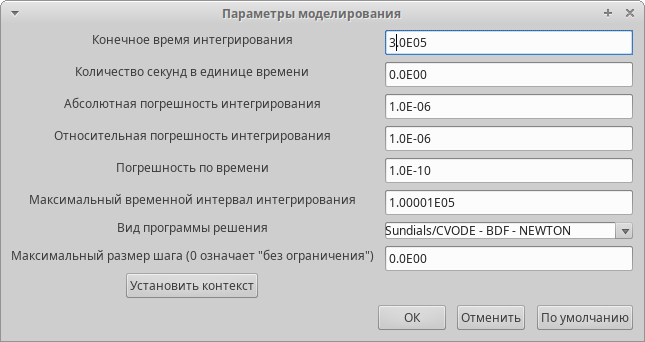 Параметры моделирования
Конечное время интегрирования 3.0E05
Количество секунд в единице времени 0.0E00
Абсолютная погрешность интегрирования 1.0E-06
Относительная погрешность интегрирования 1.0E-06
Погрешность по времени 1.0E-10
Максимальный временной интервал интегрирования 1.00001E05
Вид программы решения Sundials/CVODE - BDF - NEWTON
Максимальный размер шага (0 означает "без ограничения") 0.0E00
Установить контекст
OK Отменить По умолчанию